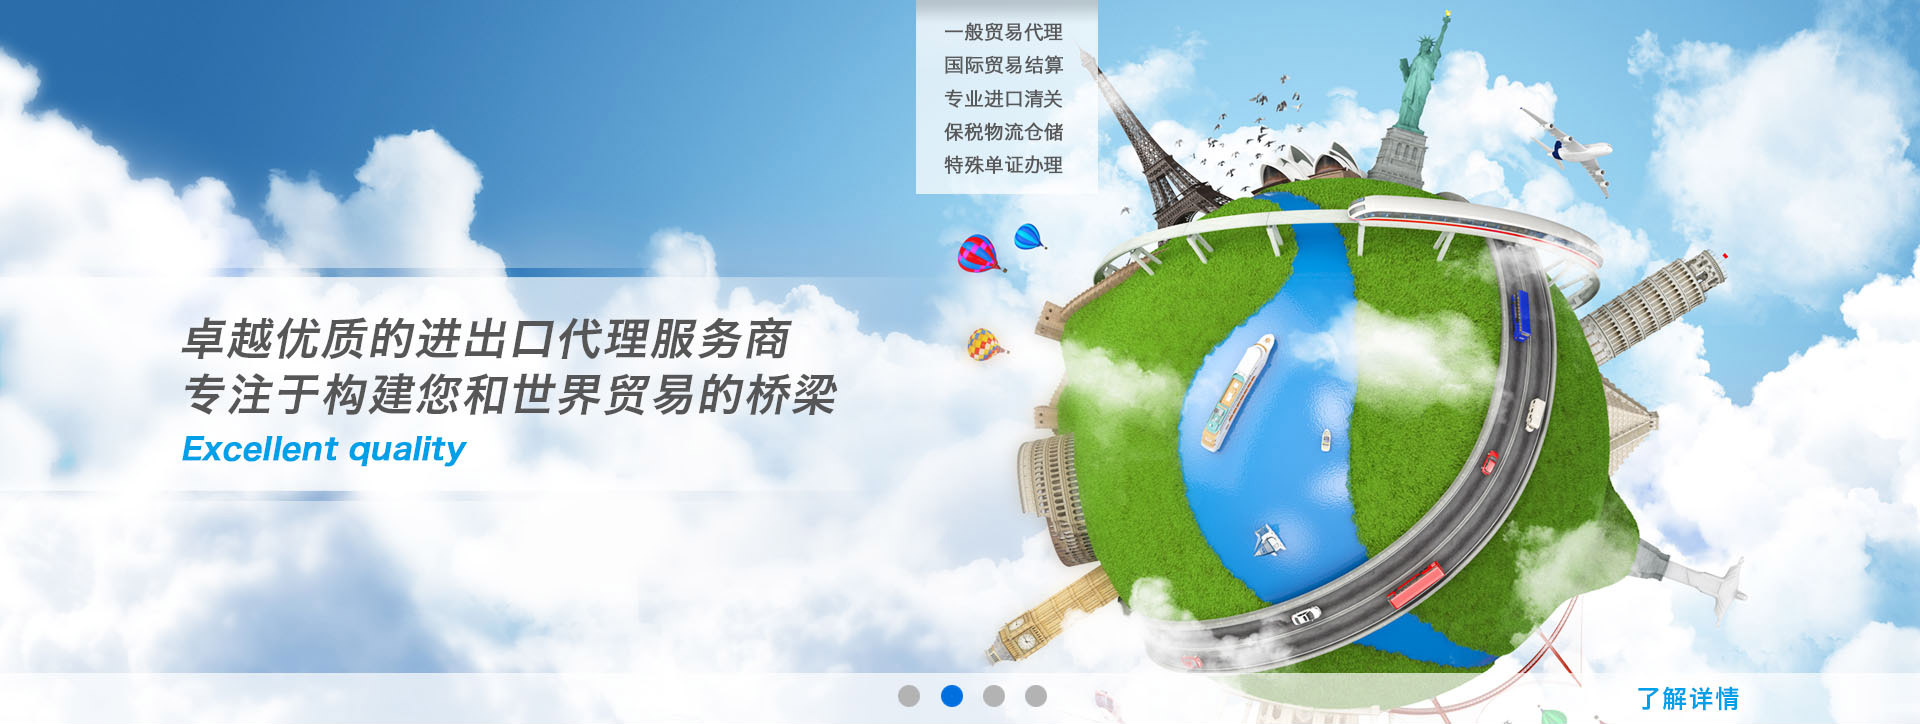 一般贸易代理
国际贸易结算
专业进口清关
保税物流仓储
特殊单证办理
卓越优质的进出口代理服务商
专注于构建您和世界贸易的桥梁
Excellent quality
了解详情